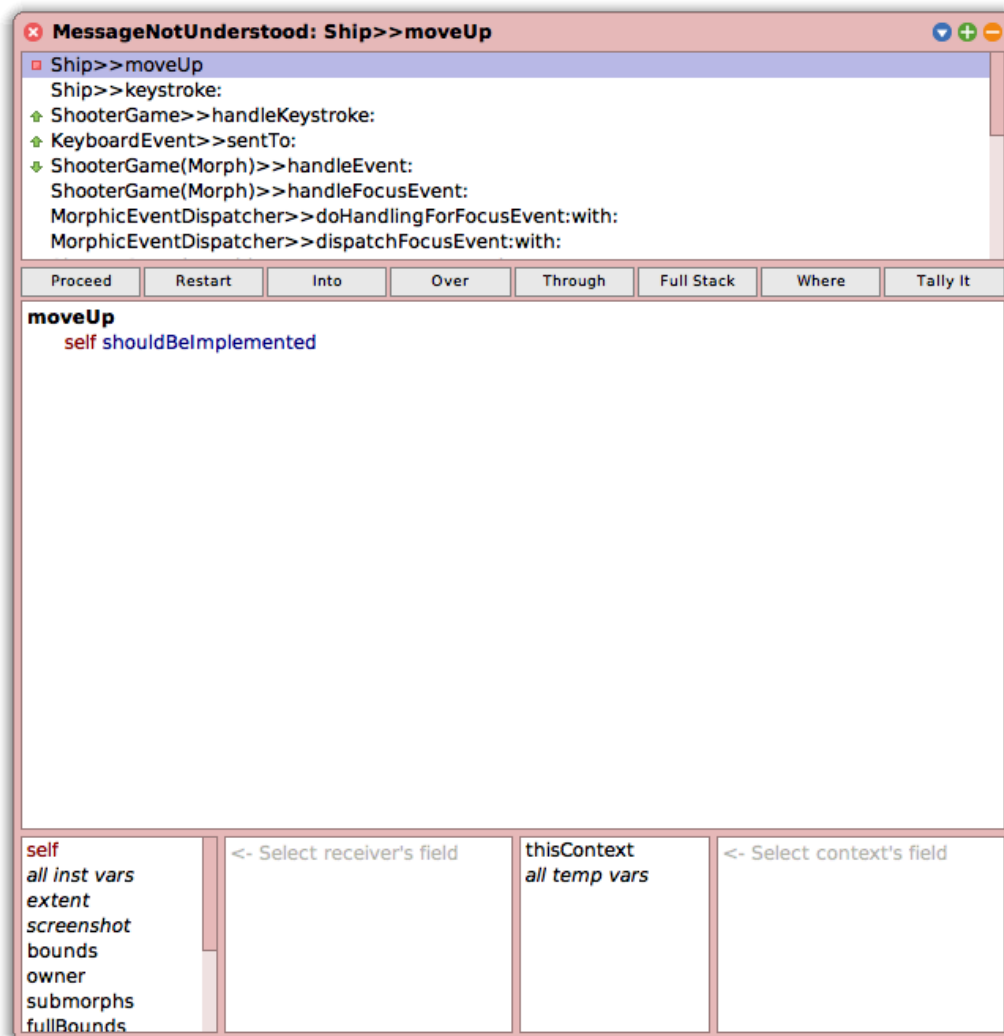 MessageNotUnderstood: Ship>>moveUp
Ship>>moveUp
Ship>>keystroke:
ShooterGame>>handleKeystroke:
KeyboardEvent>>sentTo:
ShooterGame(Morph)>>handleEvent:
ShooterGame(Morph)>>handleFocusEvent:
MorphicEventDispatcher>>doHandlingForFocusEvent:with:
MorphicEventDispatcher>>dispatchFocusEvent:with:
Proceed Restart Into Over Through Full Stack Where Tally It
moveUp
self shouldBeImplemented
self
all inst vars
extent
screenshot
bounds
owner
submorphs
fullBounds
<- Select receiver's field
thisContext
all temp vars
<- Select context's field